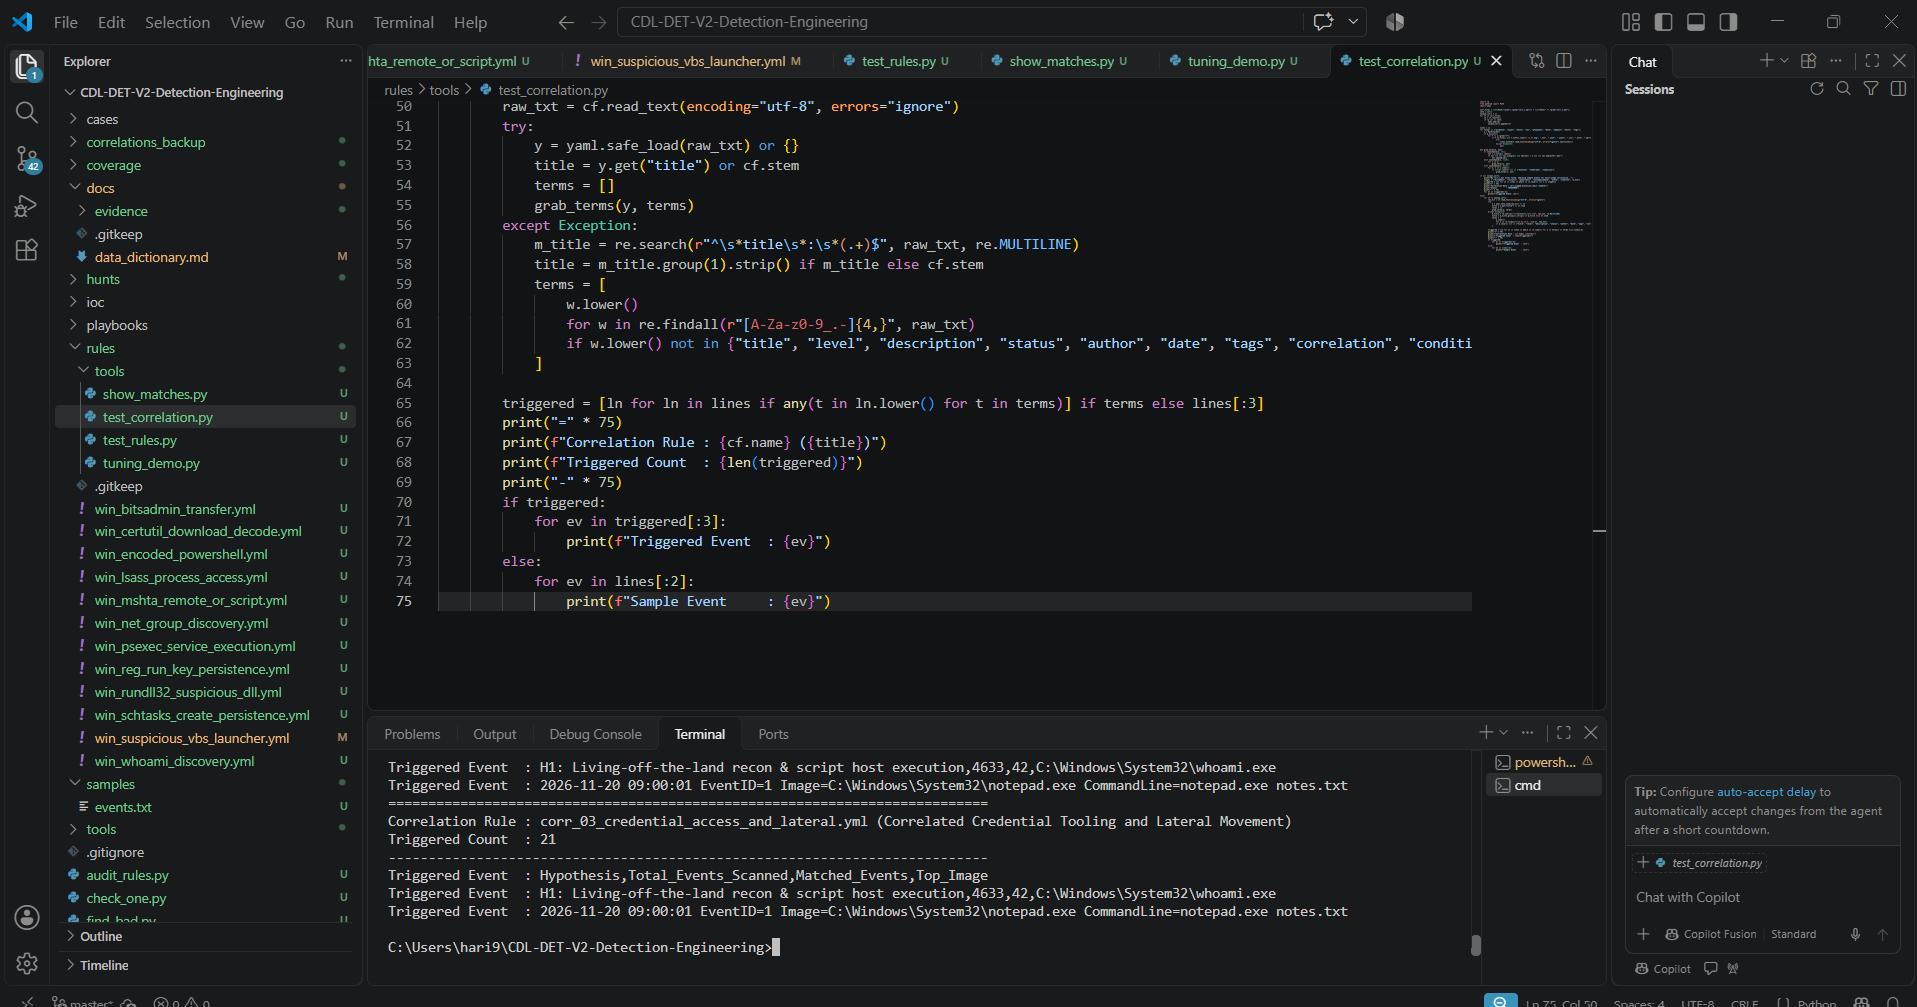 File Edit Selection View Go Run Terminal Help
CDL-DET-V2-Detection-Engineering
Explorer
CDL-DET-V2-Detection-Engineering
cases
correlations_backup
coverage
docs
evidence
.gitkeep
data_dictionary.md M
hunts
ioc
playbooks
rules
tools
show_matches.py U
test_correlation.py U
test_rules.py U
tuning_demo.py U
.gitkeep
win_bitsadmin_transfer.yml U
win_certutil_download_decode.yml U
win_encoded_powershell.yml U
win_lsass_process_access.yml U
win_mshta_remote_or_script.yml U
win_net_group_discovery.yml U
win_psexec_service_execution.yml U
win_reg_run_key_persistence.yml U
win_rundll32_suspicious_dll.yml U
win_schtasks_create_persistence.yml U
win_suspicious_vbs_launcher.yml M
win_whoami_discovery.yml U
samples
events.txt U
tools
.gitignore
audit_rules.py U
check_one.py U
find_bad.py U
Outline
Timeline
1
42
hta_remote_or_script.yml U
win_suspicious_vbs_launcher.yml M
test_rules.py U
show_matches.py U
tuning_demo.py U
test_correlation.py U
rules > tools > test_correlation.py
50 raw_txt = cf.read_text(encoding="utf-8", errors="ignore")
51 try:
52 y = yaml.safe_load(raw_txt) or {}
53 title = y.get("title") or cf.stem
54 terms = []
55 grab_terms(y, terms)
56 except Exception:
57 m_title = re.search(r"^\s*title\s*:\s*(.+)$", raw_txt, re.MULTILINE)
58 title = m_title.group(1).strip() if m_title else cf.stem
59 terms = [
60 w.lower()
61 for w in re.findall(r"[A-Za-z0-9_.-]{4,}", raw_txt)
62 if w.lower() not in {"title", "level", "description", "status", "author", "date", "tags", "correlation", "conditi
63 ]
64
65 triggered = [ln for ln in lines if any(t in ln.lower() for t in terms)] if terms else lines[:3]
66 print("=" * 75)
67 print(f"Correlation Rule : {cf.name} ({title})")
68 print(f"Triggered Count  : {len(triggered)}")
69 print("-" * 75)
70 if triggered:
71 for ev in triggered[:3]:
72 print(f"Triggered Event  : {ev}")
73 else:
74 for ev in lines[:2]:
75 print(f"Sample Event     : {ev}")
Problems Output Debug Console Terminal Ports
Triggered Event  : H1: Living-off-the-land recon & script host execution,4633,42,C:\Windows\System32\whoami.exe
Triggered Event  : 2026-11-20 09:00:01 EventID=1 Image=C:\Windows\System32\notepad.exe CommandLine=notepad.exe notes.txt
===========================================================================
Correlation Rule : corr_03_credential_access_and_lateral.yml (Correlated Credential Tooling and Lateral Movement)
Triggered Count  : 21
---------------------------------------------------------------------------
Triggered Event  : Hypothesis,Total_Events_Scanned,Matched_Events,Top_Image
Triggered Event  : H1: Living-off-the-land recon & script host execution,4633,42,C:\Windows\System32\whoami.exe
Triggered Event  : 2026-11-20 09:00:01 EventID=1 Image=C:\Windows\System32\notepad.exe CommandLine=notepad.exe notes.txt
C:\Users\hari9\CDL-DET-V2-Detection-Engineering>
powersh...
cmd
Chat
Sessions
Tip: Configure auto-accept delay to
automatically accept changes from the agent
after a short countdown.
test_correlation.py
Chat with Copilot
Copilot Fusion Standard
Copilot
master* 0 0
Ln 75, Col 50 Spaces: 4 UTF-8 CRLF Python